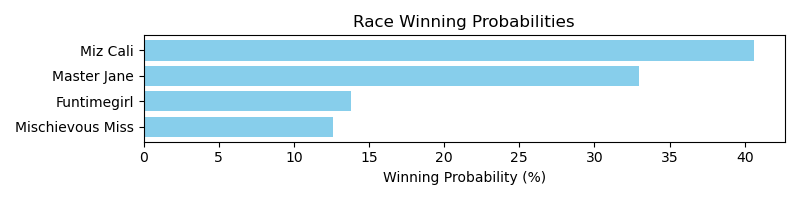 Race Winning Probabilities
Miz Cali
Master Jane
Funtimegirl
Mischievous Miss
0 5 10 15 20 25 30 35 40
Winning Probability (%)